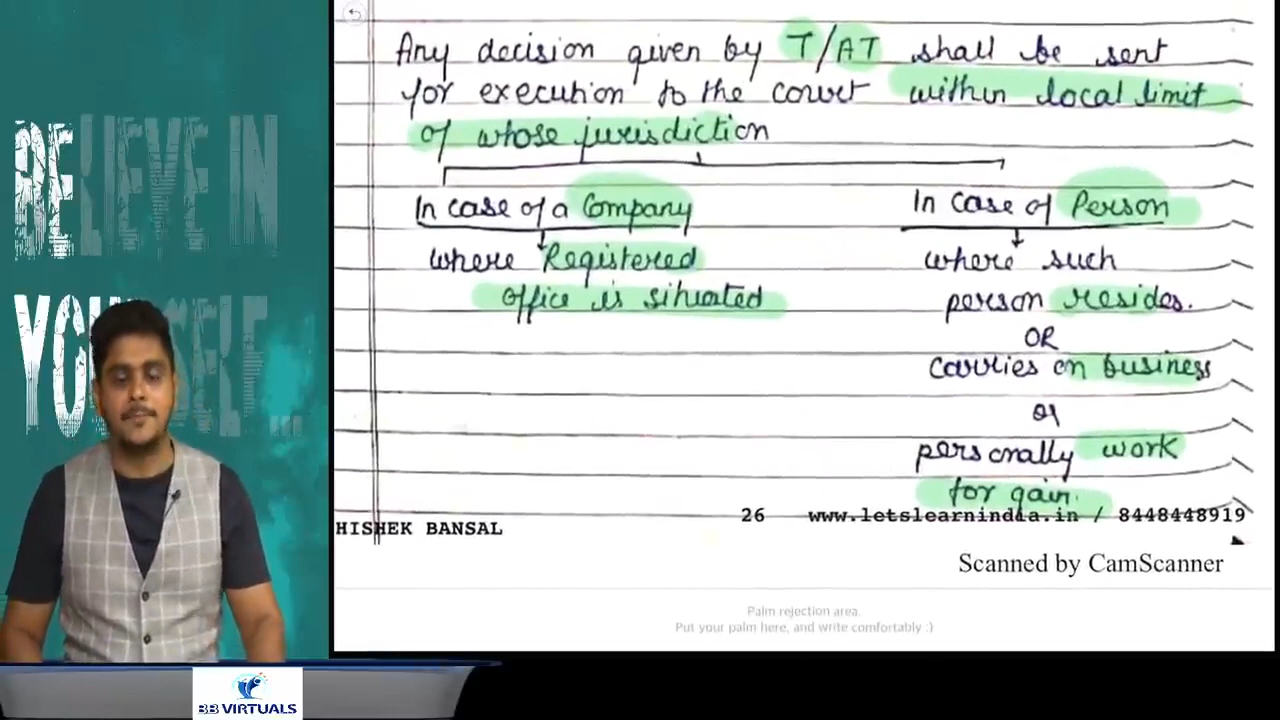 BELIEVE IN
YOURSELF...
Any decision given by T/AT shall be sent
for execution to the court within local limit
of whose jurisdiction
In case of a Company
where Registered
office is situated
In case of Person
where such
person resides.
OR
carries on business
or
personally work
for gain.
HISHEK BANSAL
26 www.letslearnindia.in / 8448448919
Scanned by CamScanner
Palm rejection area.
Put your palm here, and write comfortably :)
BB VIRTUALS